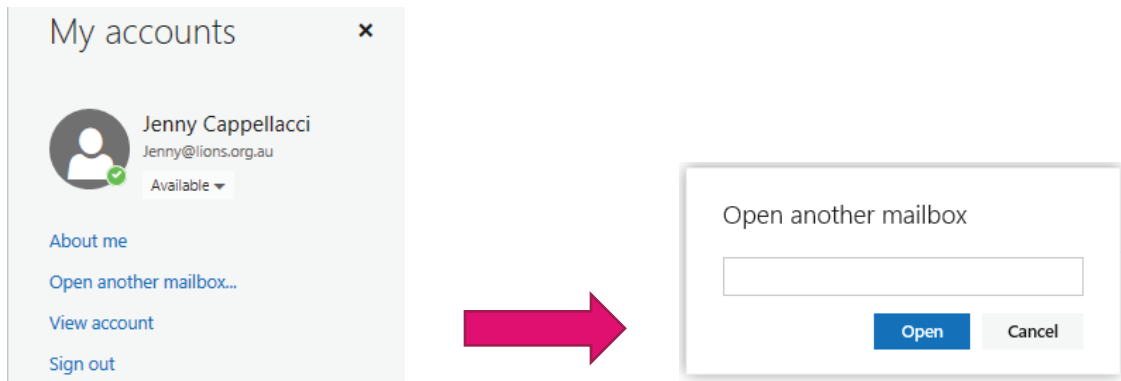 My accounts
Jenny Cappellacci
Jenny@lions.org.au
Available
About me
Open another mailbox...
View account
Sign out
Open another mailbox
Open Cancel